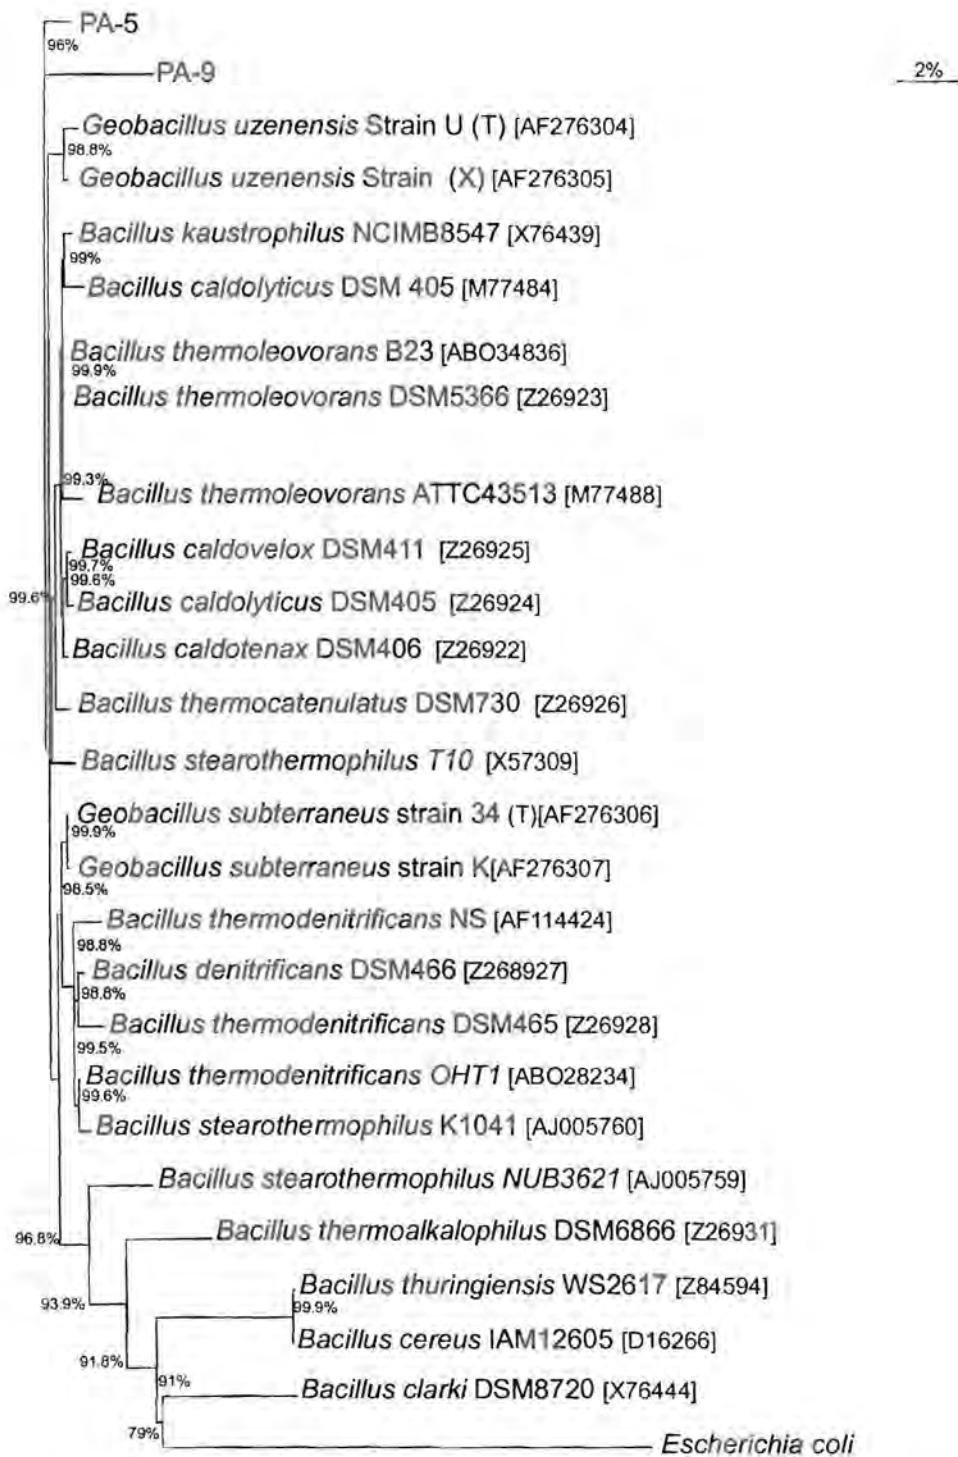 PA-5
96%
PA-9
2%
Geobacillus uzenensis Strain U (T) [AF276304]
98.8%
Geobacillus uzenensis Strain (X) [AF276305]
Bacillus kaustrophilus NCIMB8547 [X76439]
99%
Bacillus caldolyticus DSM 405 [M77484]
Bacillus thermoleovorans B23 [ABO34836]
99.9%
Bacillus thermoleovorans DSM5366 [Z26923]
99.3%
Bacillus thermoleovorans ATTC43513 [M77488]
Bacillus caldovelox DSM411 [Z26925]
99.7%
99.6%
99.6%
Bacillus caldolyticus DSM405 [Z26924]
Bacillus caldotenax DSM406 [Z26922]
Bacillus thermocatenulatus DSM730 [Z26926]
Bacillus stearothermophilus T10 [X57309]
Geobacillus subterraneus strain 34 (T)[AF276306]
99.9%
Geobacillus subterraneus strain K[AF276307]
98.5%
Bacillus thermodenitrificans NS [AF114424]
98.8%
Bacillus denitrificans DSM466 [Z268927]
98.8%
Bacillus thermodenitrificans DSM465 [Z26928]
99.5%
Bacillus thermodenitrificans OHT1 [ABO28234]
99.6%
Bacillus stearothermophilus K1041 [AJ005760]
Bacillus stearothermophilus NUB3621 [AJ005759]
96.8%
Bacillus thermoalkalophilus DSM6866 [Z26931]
Bacillus thuringiensis WS2617 [Z84594]
93.9%
99.9%
Bacillus cereus IAM12605 [D16266]
91.8%
91%
Bacillus clarki DSM8720 [X76444]
79%
Escherichia coli